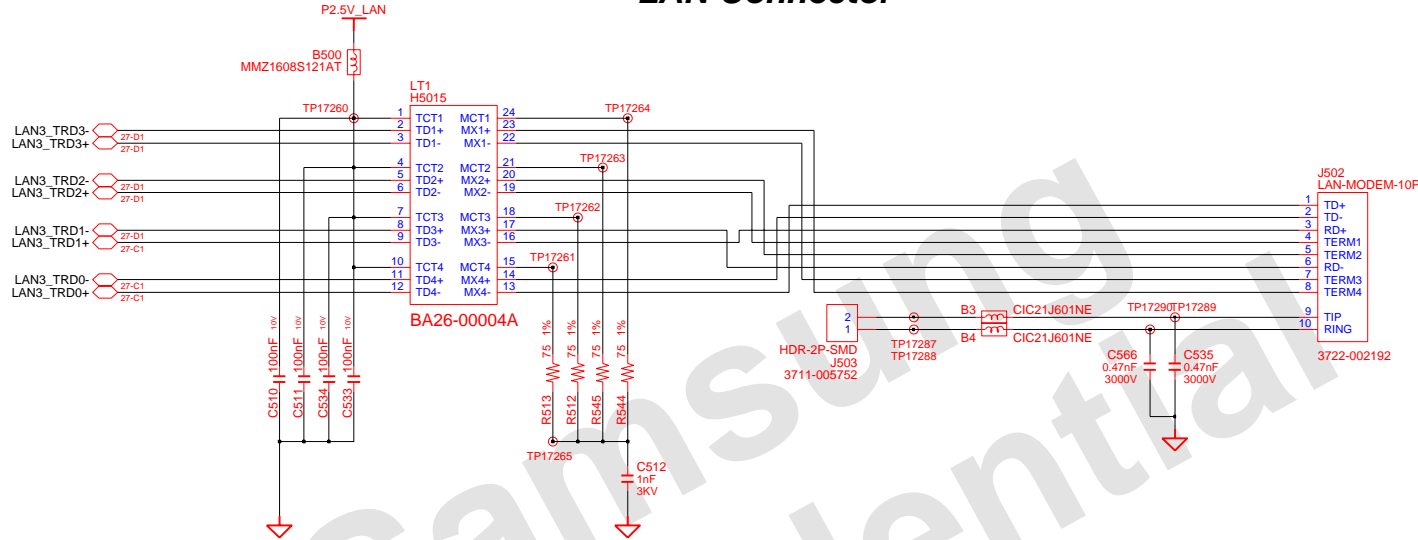 LAN Connector
P2.5V_LAN
B500
MMZ1608S121AT
LT1
H5015
TP17260
TP17264
TP17263
TP17262
TP17261
LAN3_TRD3-
27-D1
LAN3_TRD3+
27-D1
LAN3_TRD2-
27-D1
LAN3_TRD2+
27-D1
LAN3_TRD1-
27-D1
LAN3_TRD1+
27-C1
LAN3_TRD0-
27-C1
LAN3_TRD0+
27-C1
1 TCT1 MCT1 24
2 TD1+ MX1+ 23
3 TD1- MX1- 22
4 TCT2 MCT2 21
5 TD2+ MX2+ 20
6 TD2- MX2- 19
7 TCT3 MCT3 18
8 TD3+ MX3+ 17
9 TD3- MX3- 16
10 TCT4 MCT4 15
11 TD4+ MX4+ 14
12 TD4- MX4- 13
BA26-00004A
J502
LAN-MODEM-10P
1 TD+
2 TD-
3 RD+
4 TERM1
5 TERM2
6 RD-
7 TERM3
8 TERM4
9 TIP
10 RING
3722-002192
C510 100nF 10V
C511 100nF 10V
C534 100nF 10V
C533 100nF 10V
R513 75 1%
R512 75 1%
R545 75 1%
R544 75 1%
TP17265
C512
1nF
3KV
2
1
HDR-2P-SMD
J503
3711-005752
TP17287
TP17288
B3 CIC21J601NE
B4 CIC21J601NE
TP17290
TP17289
C566
0.47nF
3000V
C535
0.47nF
3000V
Samsung